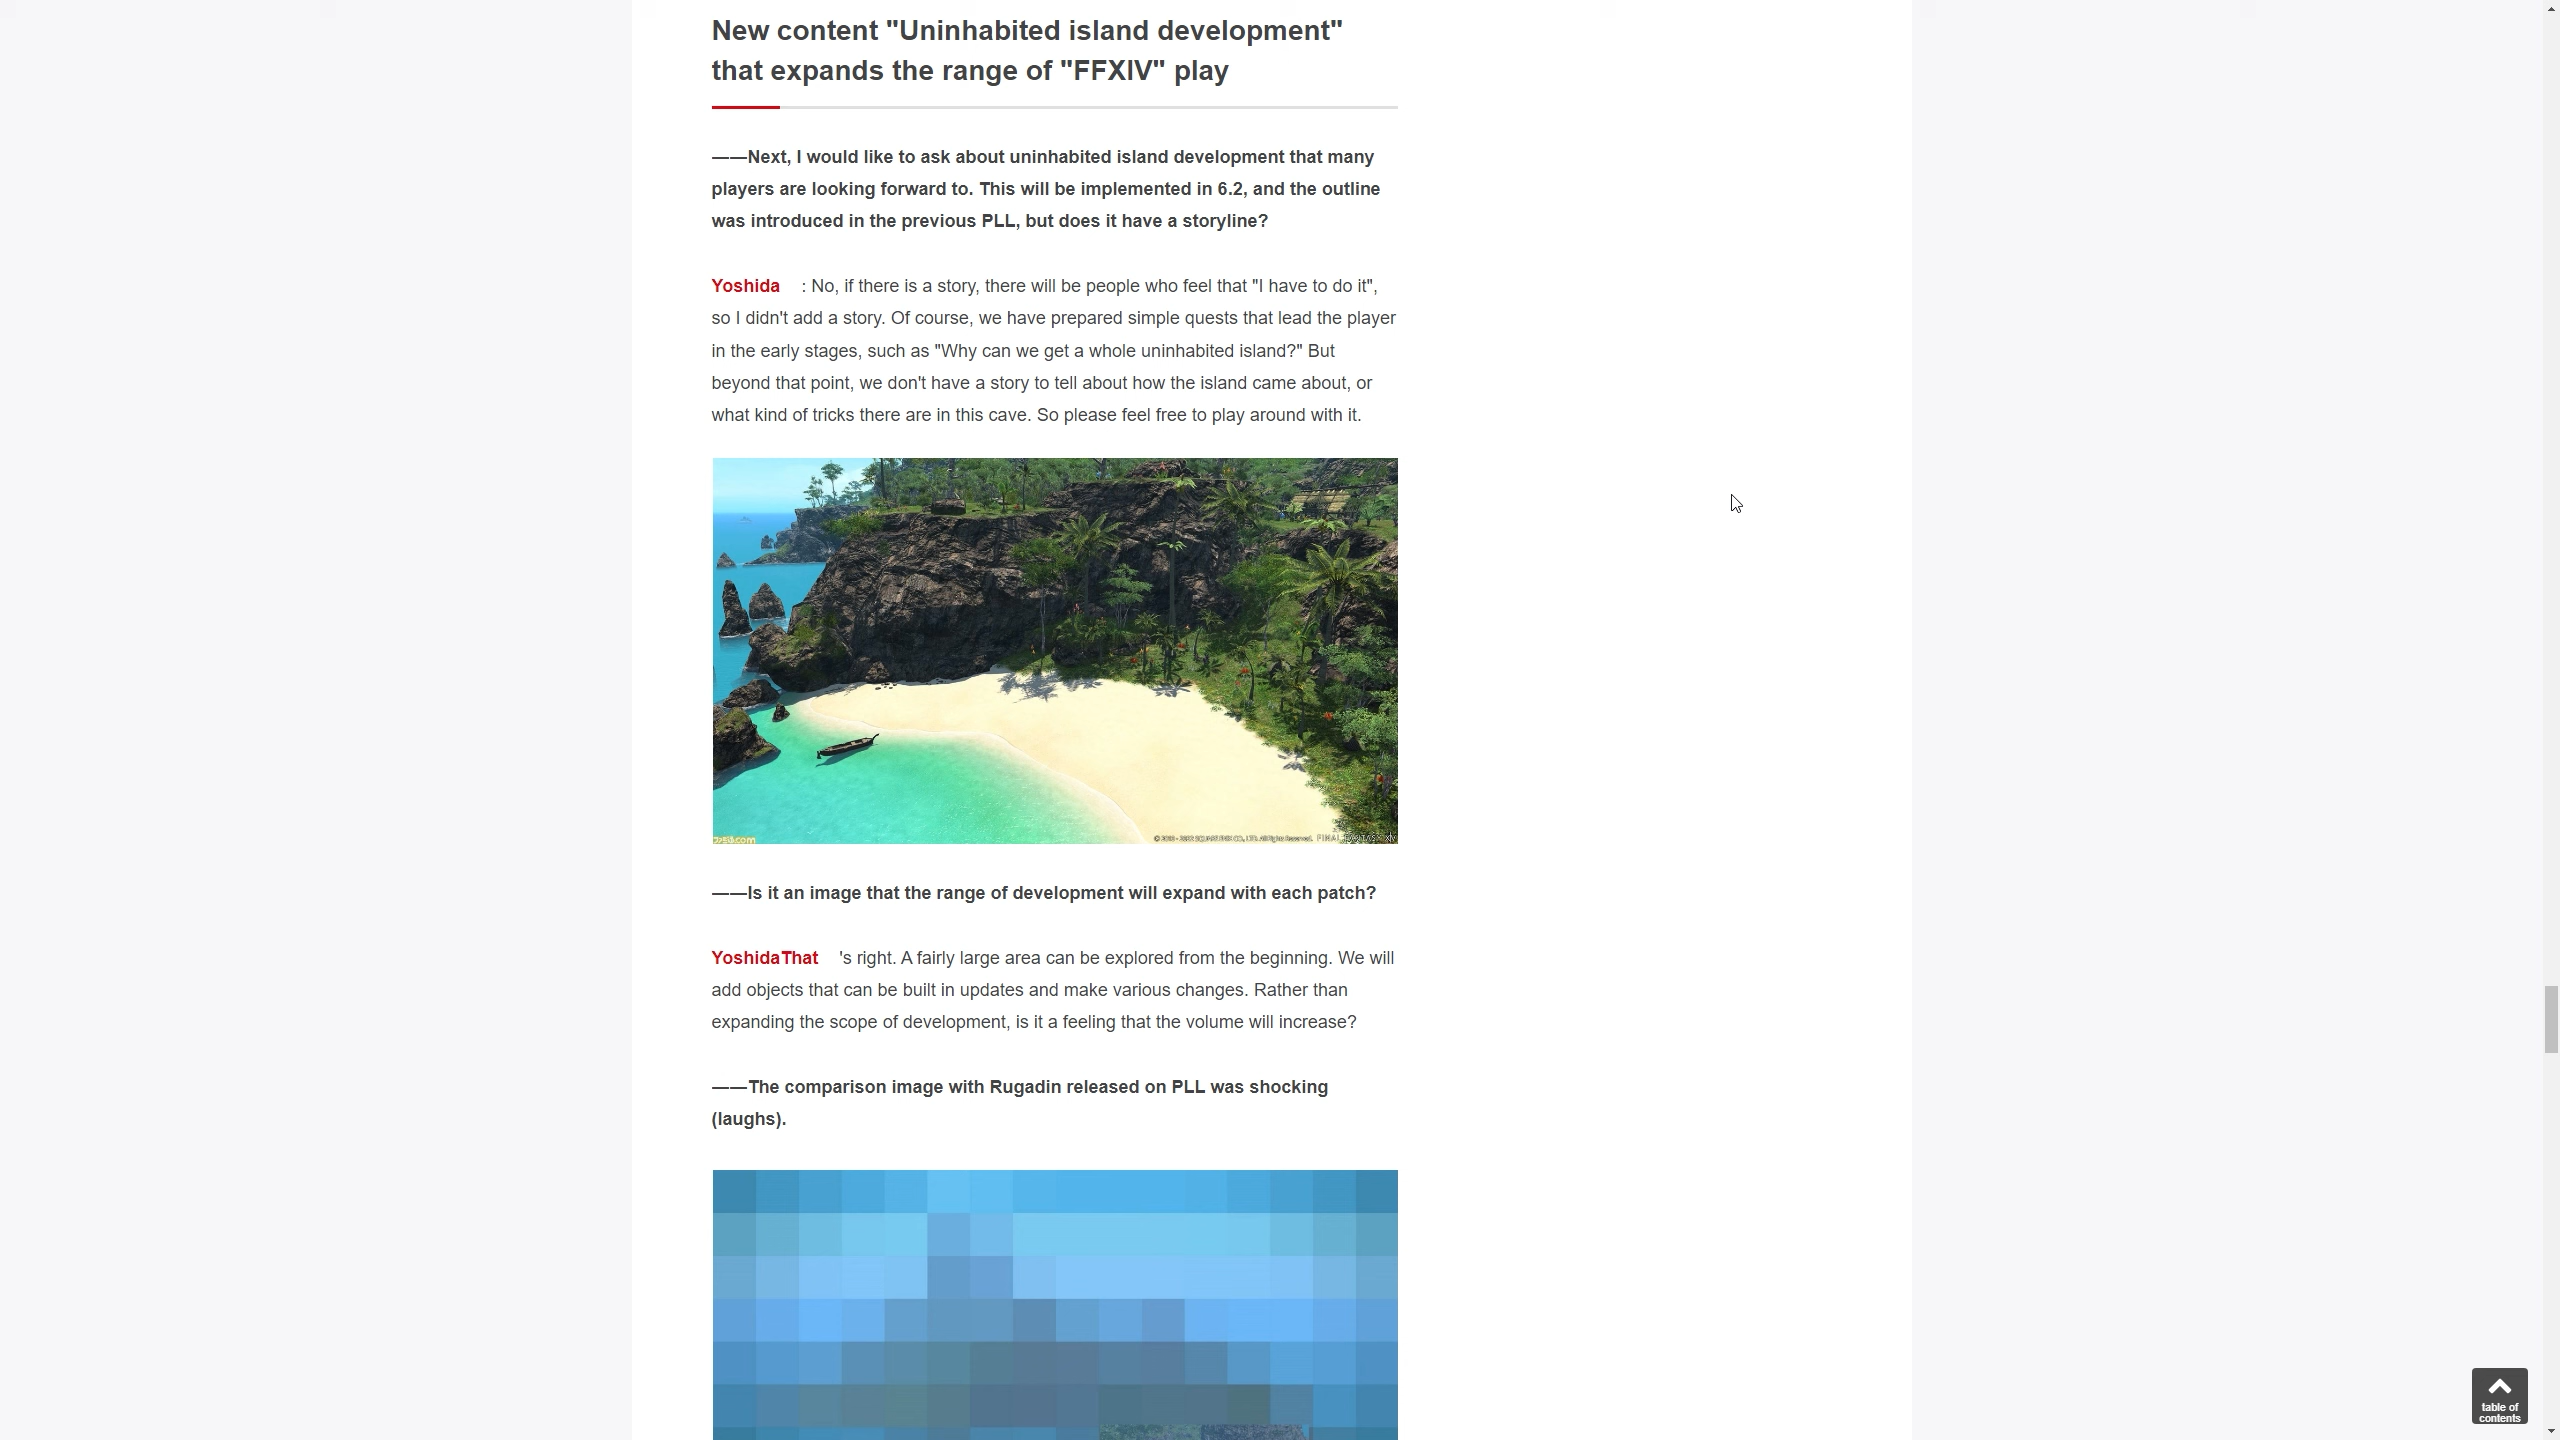 New content "Uninhabited island development"
that expands the range of "FFXIV" play
——Next, I would like to ask about uninhabited island development that many
players are looking forward to. This will be implemented in 6.2, and the outline
was introduced in the previous PLL, but does it have a storyline?
Yoshida : No, if there is a story, there will be people who feel that "I have to do it",
so I didn't add a story. Of course, we have prepared simple quests that lead the player
in the early stages, such as "Why can we get a whole uninhabited island?" But
beyond that point, we don't have a story to tell about how the island came about, or
what kind of tricks there are in this cave. So please feel free to play around with it.
——Is it an image that the range of development will expand with each patch?
YoshidaThat 's right. A fairly large area can be explored from the beginning. We will
add objects that can be built in updates and make various changes. Rather than
expanding the scope of development, is it a feeling that the volume will increase?
——The comparison image with Rugadin released on PLL was shocking
(laughs).
table of
contents